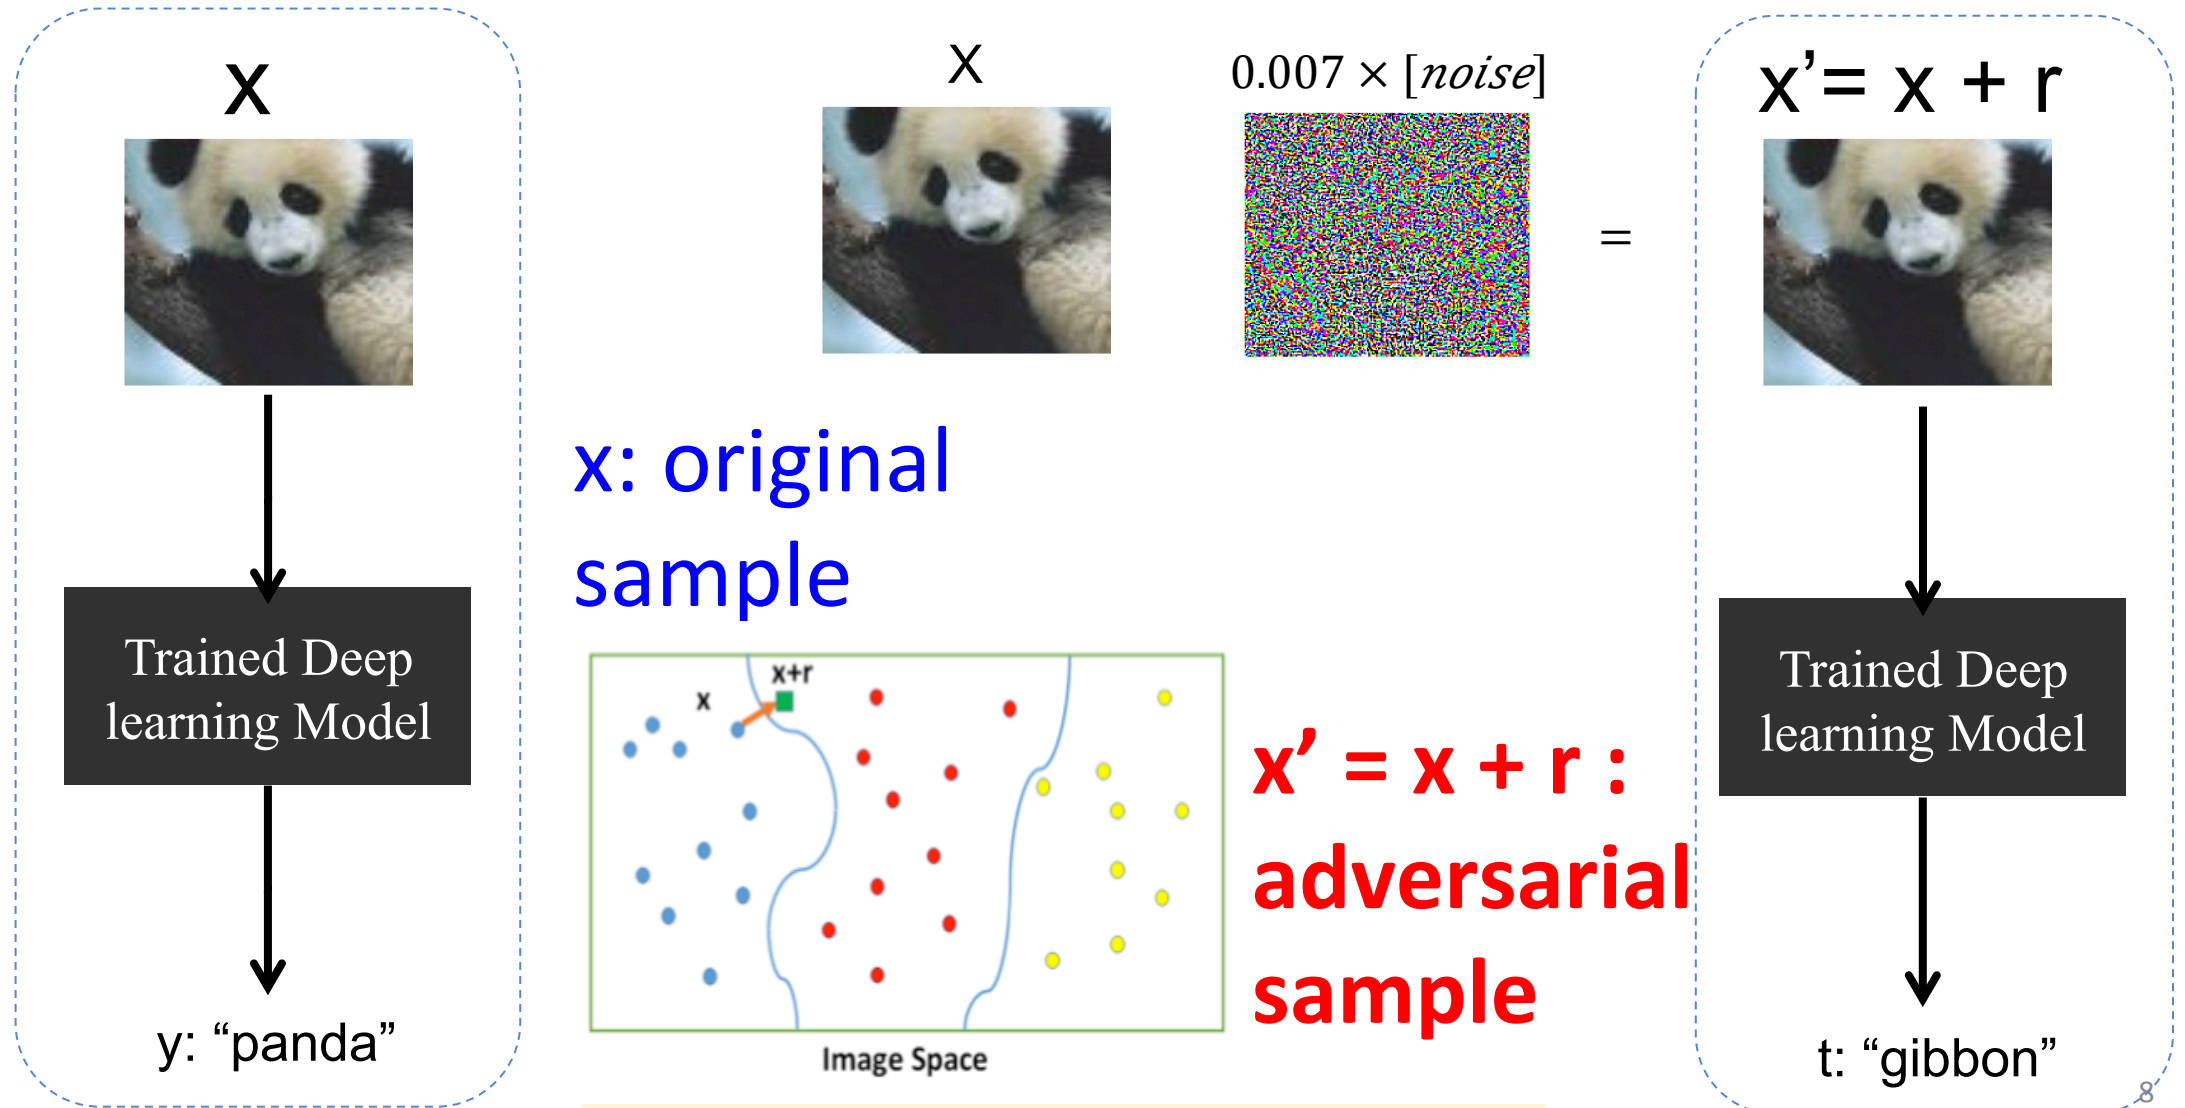 x
Trained Deep
learning Model
y: “panda”
X
0.007 × [noise]
=
x: original
sample
x
x+r
Image Space
x’ = x + r :
adversarial
sample
x’= x + r
Trained Deep
learning Model
t: “gibbon”
8